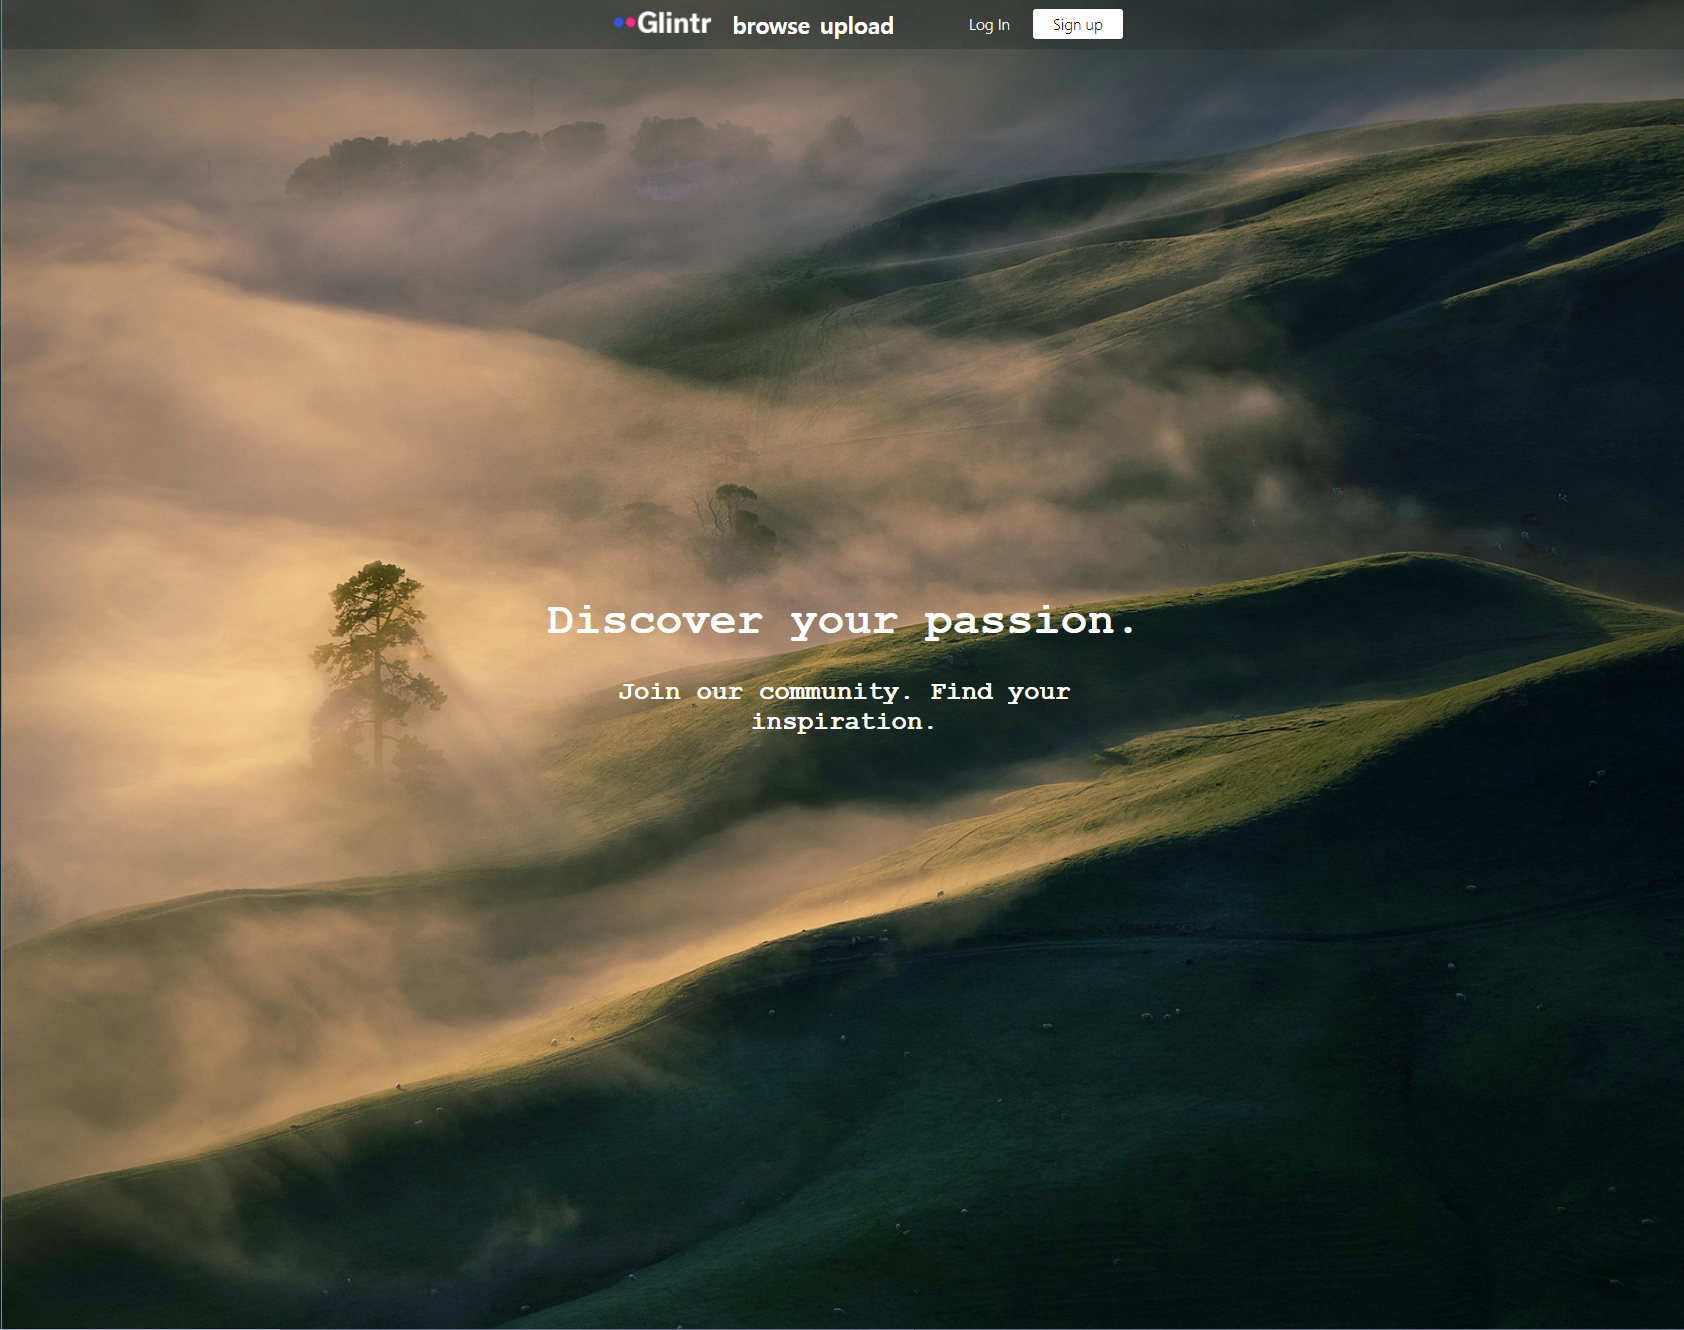 Glintr browse upload Log In Sign up
Discover your passion.
Join our community. Find your
inspiration.